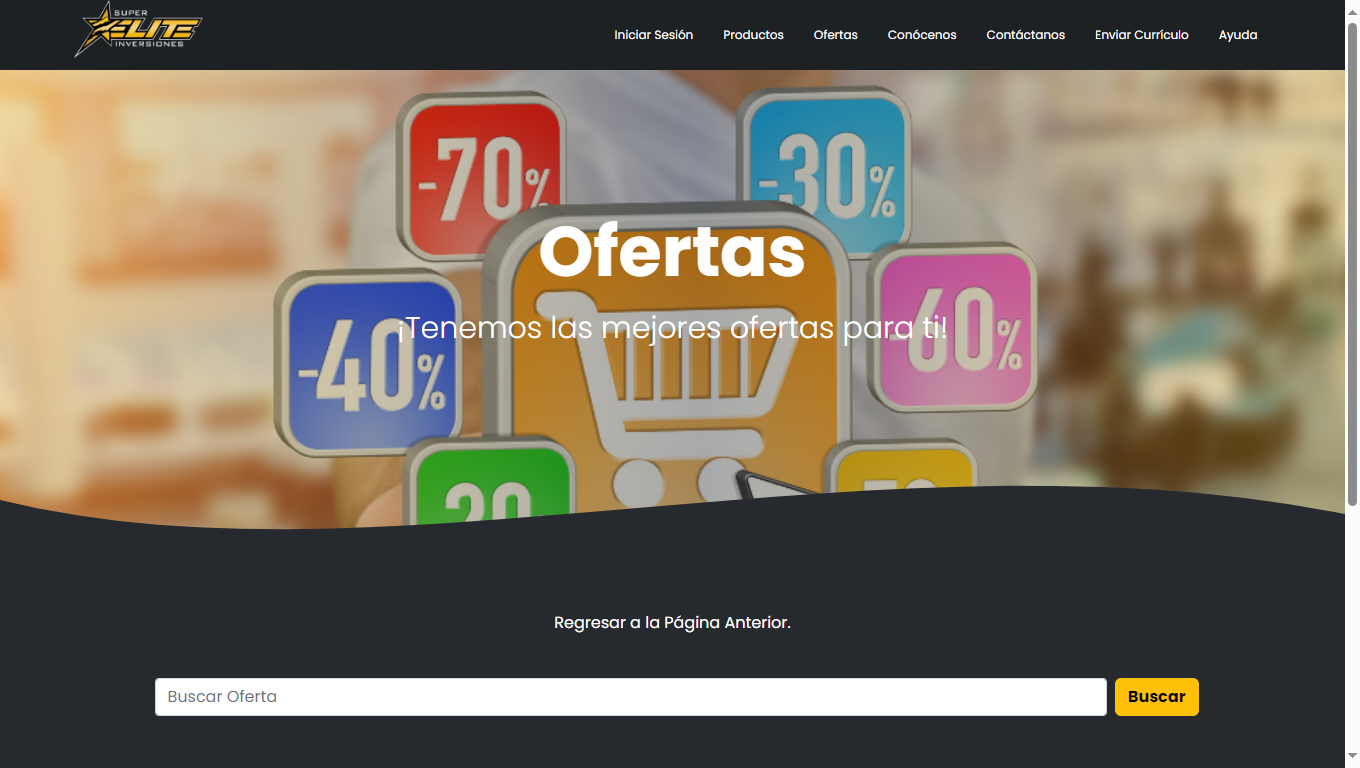 SUPER
ELITE
INVERSIONES
Iniciar Sesión
Productos
Ofertas
Conócenos
Contáctanos
Enviar Currículo
Ayuda
-70%
-30%
Ofertas
¡Tenemos las mejores ofertas para ti!
-40%
-60%
20
Regresar a la Página Anterior.
Buscar Oferta
Buscar